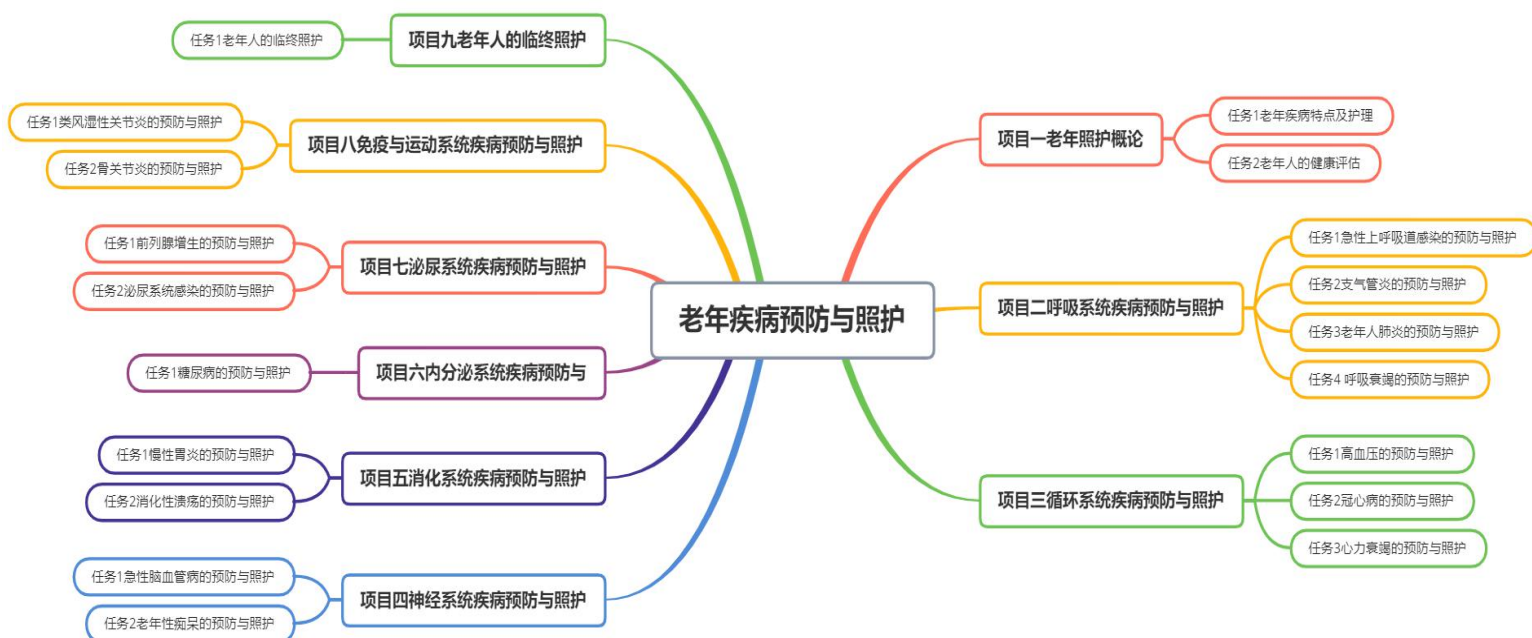 老年疾病预防与照护
项目一老年照护概论
任务1老年疾病特点及护理
任务2老年人的健康评估
项目二呼吸系统疾病预防与照护
任务1急性上呼吸道感染的预防与照护
任务2支气管炎的预防与照护
任务3老年人肺炎的预防与照护
任务4 呼吸衰竭的预防与照护
项目三循环系统疾病预防与照护
任务1高血压的预防与照护
任务2冠心病的预防与照护
任务3心力衰竭的预防与照护
项目四神经系统疾病预防与照护
任务1急性脑血管病的预防与照护
任务2老年性痴呆的预防与照护
项目五消化系统疾病预防与照护
任务1慢性胃炎的预防与照护
任务2消化性溃疡的预防与照护
项目六内分泌系统疾病预防与
任务1糖尿病的预防与照护
项目七泌尿系统疾病预防与照护
任务1前列腺增生的预防与照护
任务2泌尿系统感染的预防与照护
项目八免疫与运动系统疾病预防与照护
任务1类风湿性关节炎的预防与照护
任务2骨关节炎的预防与照护
项目九老年人的临终照护
任务1老年人的临终照护